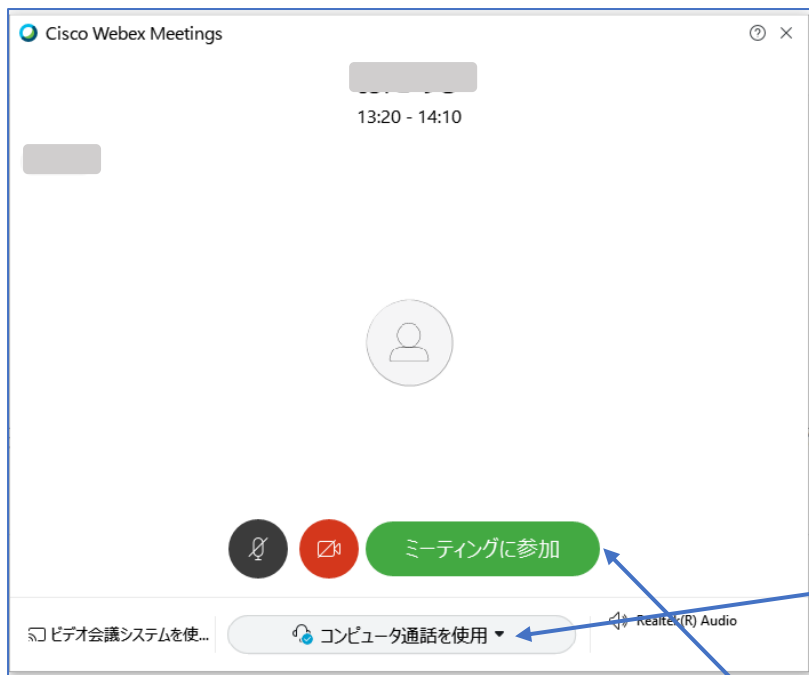 Cisco Webex Meetings
13:20 - 14:10
ミーティングに参加
ビデオ会議システムを使...
コンピュータ通話を使用
Realtek(R) Audio